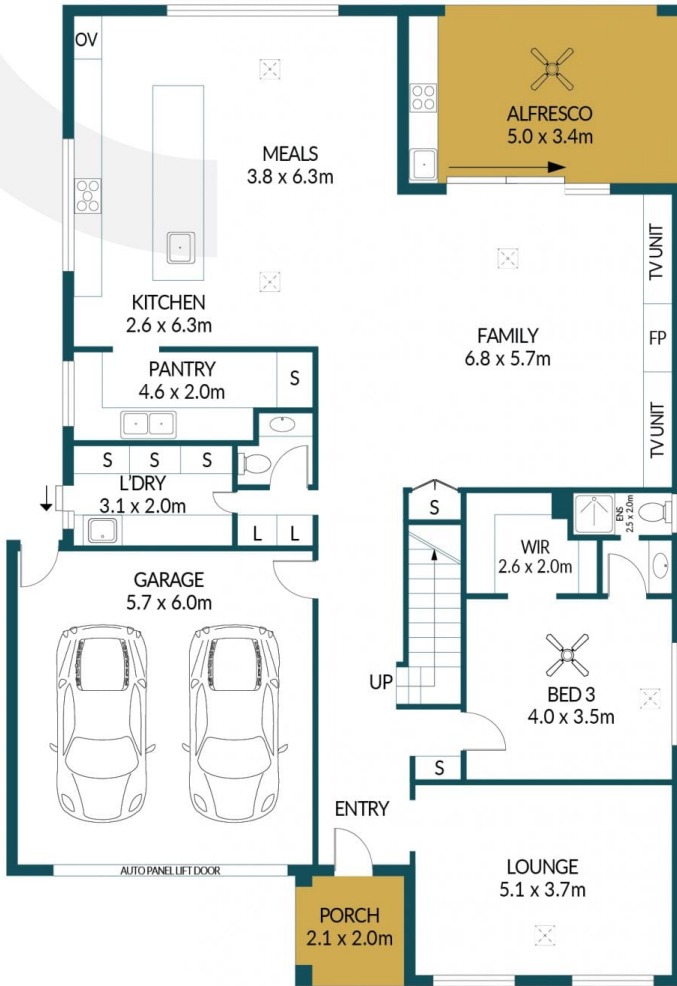 OV
ALFRESCO
5.0 x 3.4m
MEALS
3.8 x 6.3m
TV UNIT
KITCHEN
2.6 x 6.3m
FAMILY
6.8 x 5.7m
FP
PANTRY
4.6 x 2.0m
S
TV UNIT
S S S
L'DRY
3.1 x 2.0m
L L
S
ENS
2.5 x 2.0m
WIR
2.6 x 2.0m
GARAGE
5.7 x 6.0m
UP
BED 3
4.0 x 3.5m
S
ENTRY
AUTO PANEL LIFT DOOR
LOUNGE
5.1 x 3.7m
PORCH
2.1 x 2.0m